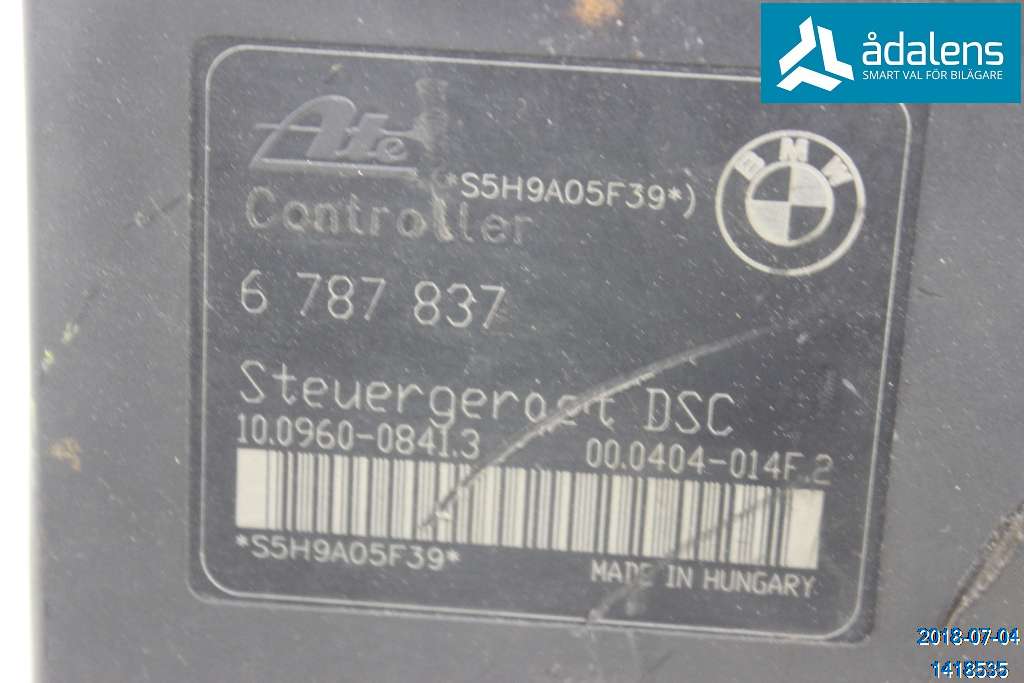 ådalens
SMART VAL FÖR BILÄGARE
Ate
BMW
*S5H9A05F39*)
Controller
6 787 837
Steuergeraet DSC
10.0960-0841.3 00.0404-014F.2
*S5H9A05F39*
MADE IN HUNGARY
2018-07-04
1418535